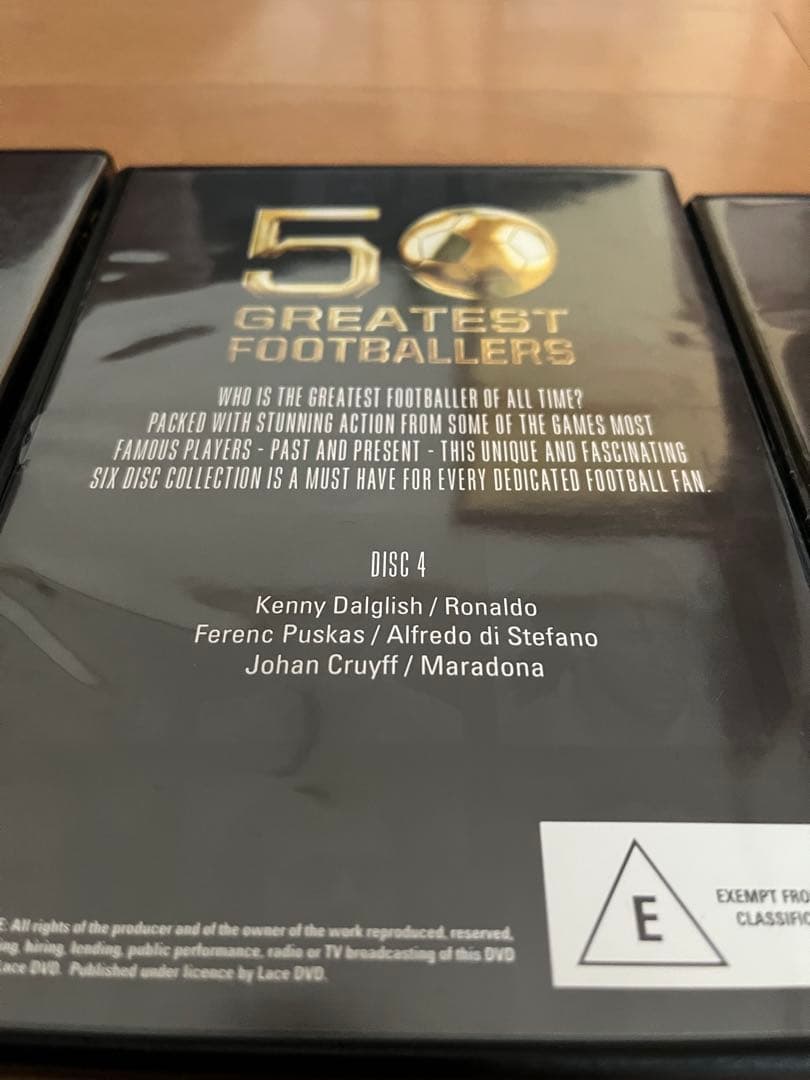 50
GREATEST
FOOTBALLERS
WHO IS THE GREATEST FOOTBALLER OF ALL TIME?
PACKED WITH STUNNING ACTION FROM SOME OF THE GAMES MOST
FAMOUS PLAYERS - PAST AND PRESENT - THIS UNIQUE AND FASCINATING
SIX DISC COLLECTION IS A MUST HAVE FOR EVERY DEDICATED FOOTBALL FAN.
DISC 4
Kenny Dalglish / Ronaldo
Ferenc Puskas / Alfredo di Stefano
Johan Cruyff / Maradona
E
EXEMPT FRO
CLASSIFIC
E: All rights of the producer and of the owner of the work reproduced, reserved.
ing, hiring, lending, public performance, radio or TV broadcasting of this DVD
Lace DVD. Published under licence by Lace DVD.